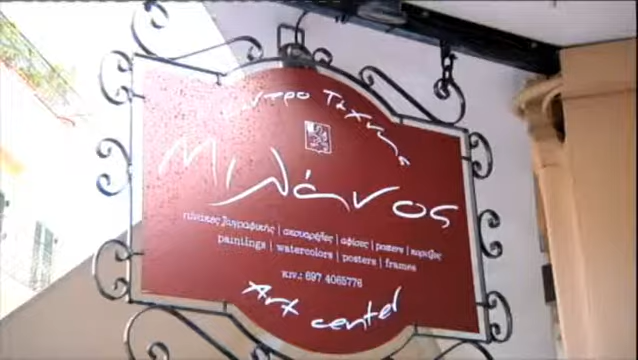 Κέντρο Τέχνης
Μιλάνος
πίνακες ζωγραφικής | ακουαρέλες | αφίσες | posters | κορνίζες
paintings | watercolors | posters | frames
κιν.: 697 4065776
Art center